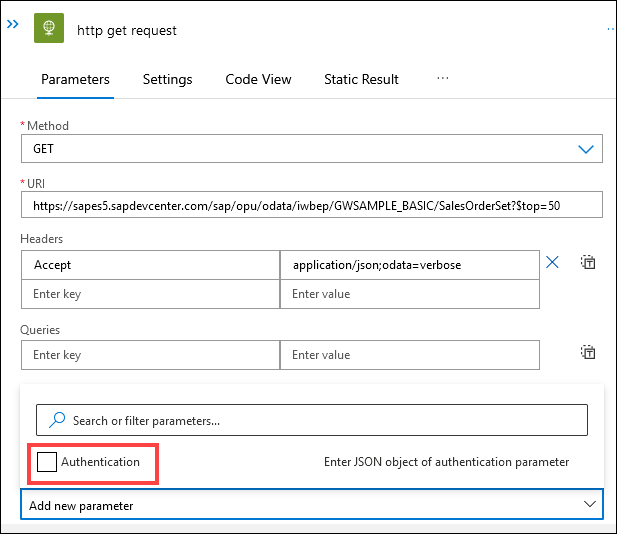 http get request
Parameters Settings Code View Static Result ...
* Method
GET
* URI
https://sapes5.sapdevcenter.com/sap/opu/odata/iwbep/GWSAMPLE_BASIC/SalesOrderSet?$top=50
Headers
Accept application/json;odata=verbose
Enter key Enter value
Queries
Enter key Enter value
Search or filter parameters...
Authentication Enter JSON object of authentication parameter
Add new parameter